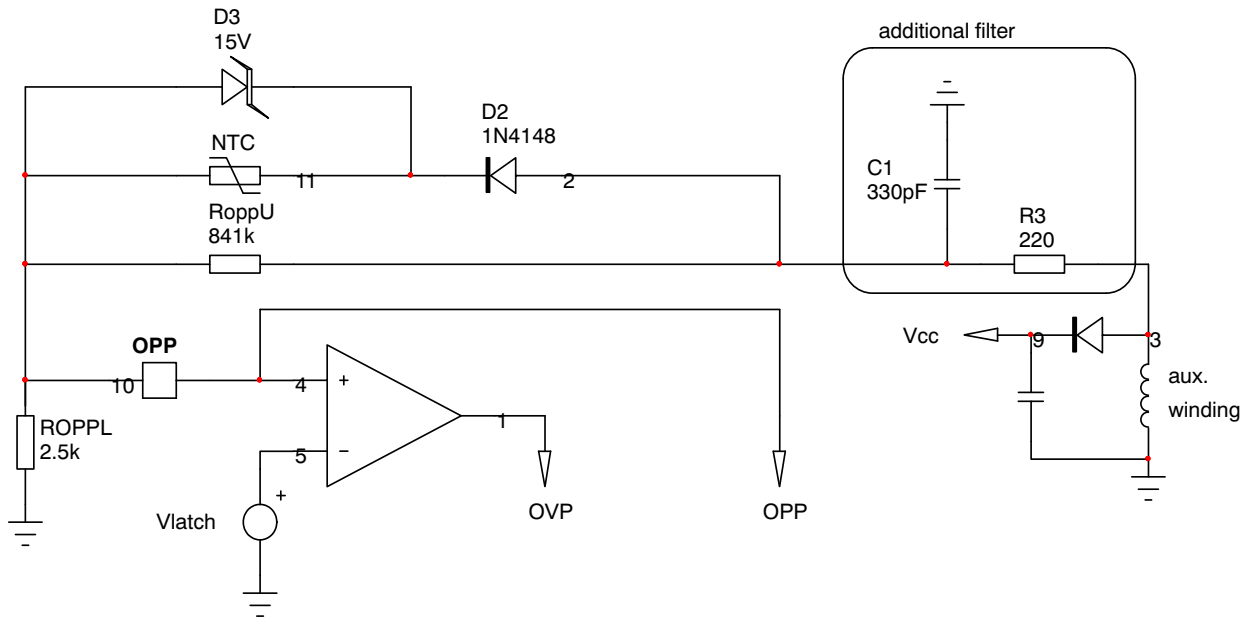 D3
15V
additional filter
D2
1N4148
NTC
11
2
C1
330pF
RoppU
841k
R3
220
OPP
Vcc
9
3
10
4
+
aux.
winding
ROPPL
2.5k
1
5
−
+
Vlatch
OVP
OPP